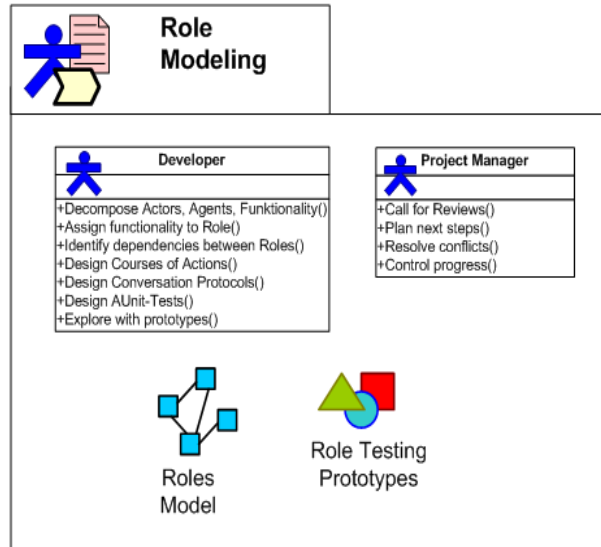 Role
Modeling
Developer
+Decompose Actors, Agents, Funktionality()
+Assign functionality to Role()
+Identify dependencies between Roles()
+Design Courses of Actions()
+Design Conversation Protocols()
+Design AUnit-Tests()
+Explore with prototypes()
Project Manager
+Call for Reviews()
+Plan next steps()
+Resolve conflicts()
+Control progress()
Roles
Model
Role Testing
Prototypes